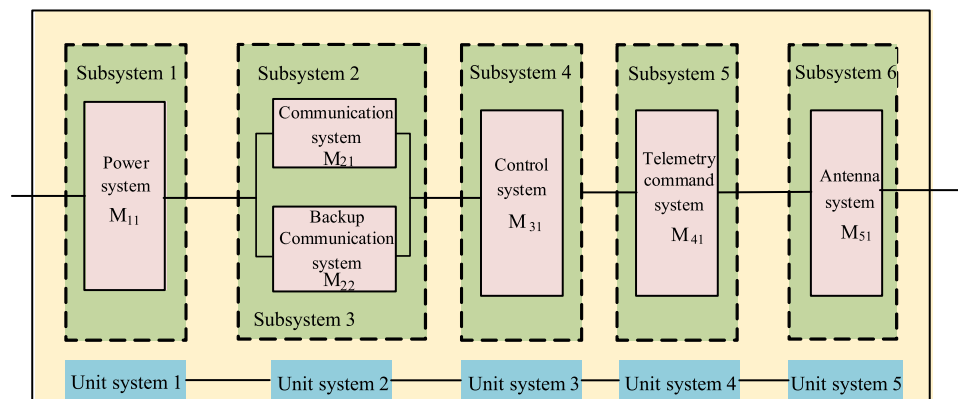 Subsystem 1
Power
system
M11
Subsystem 2
Communication
system
M21
Backup
Communication
system
M22
Subsystem 3
Subsystem 4
Control
system
M 31
Subsystem 5
Telemetry
command
system
M41
Subsystem 6
Antenna
system
M51
Unit system 1
Unit system 2
Unit system 3
Unit system 4
Unit system 5